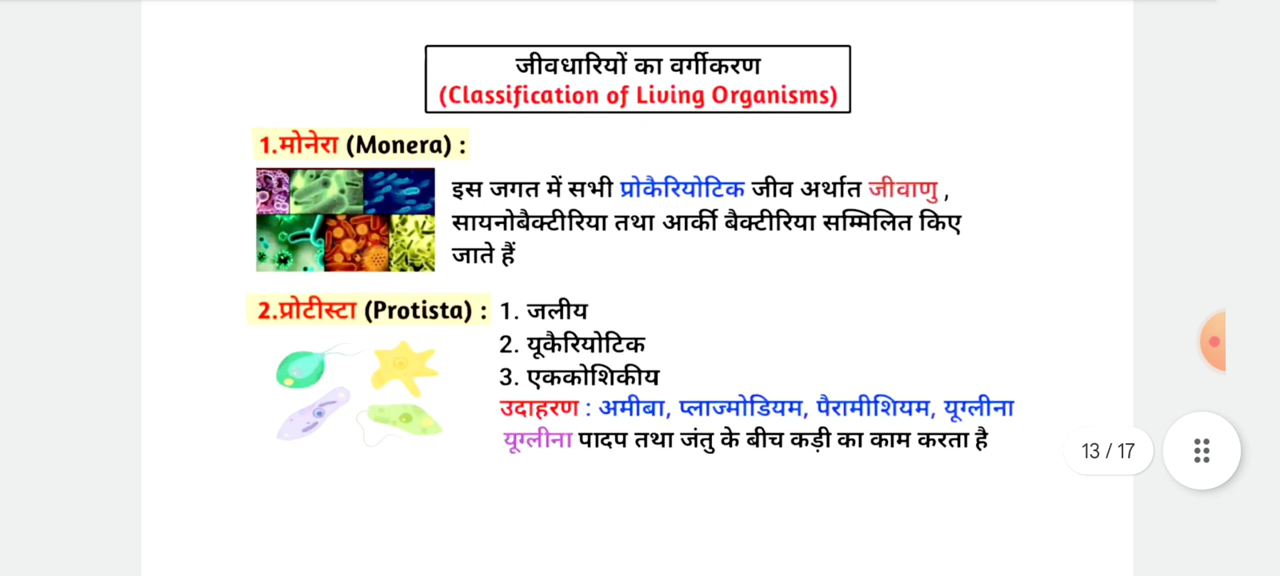 जीवधारियों का वर्गीकरण
(Classification of Living Organisms)
1.मोनेरा (Monera) :
इस जगत में सभी प्रोकैरियोटिक जीव अर्थात जीवाणु ,
सायनोबैक्टीरिया तथा आर्की बैक्टीरिया सम्मिलित किए
जाते हैं
2.प्रोटीस्टा (Protista) : 1. जलीय
2. यूकैरियोटिक
3. एककोशिकीय
उदाहरण : अमीबा, प्लाज्मोडियम, पैरामीशियम, यूग्लीना
यूग्लीना पादप तथा जंतु के बीच कड़ी का काम करता है
13 / 17